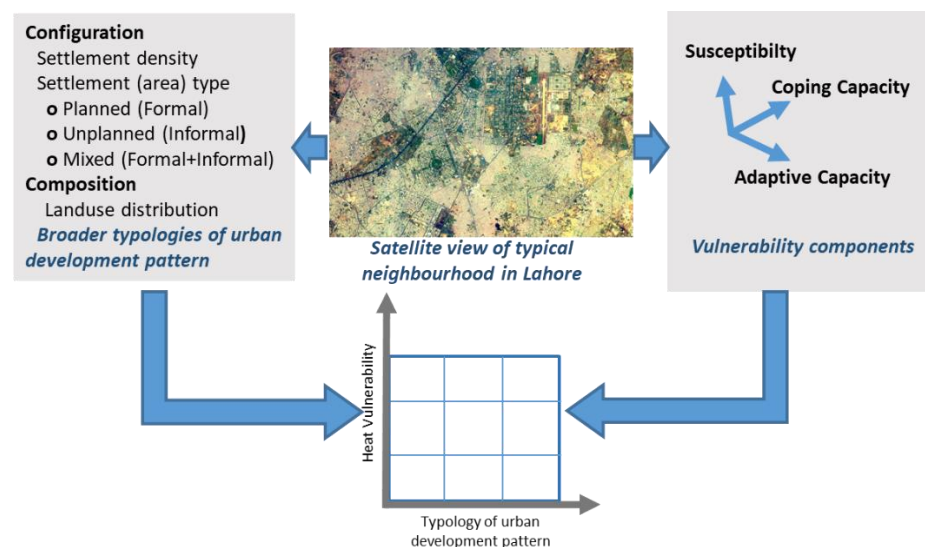 Configuration
Settlement density
Settlement (area) type
o Planned (Formal)
o Unplanned (Informal)
o Mixed (Formal+Informal)
Composition
Landuse distribution
Broader typologies of urban
development pattern
Satellite view of typical
neighbourhood in Lahore
Susceptibilty
Coping Capacity
Adaptive Capacity
Vulnerability components
Heat Vulnerability
Typology of urban
development pattern